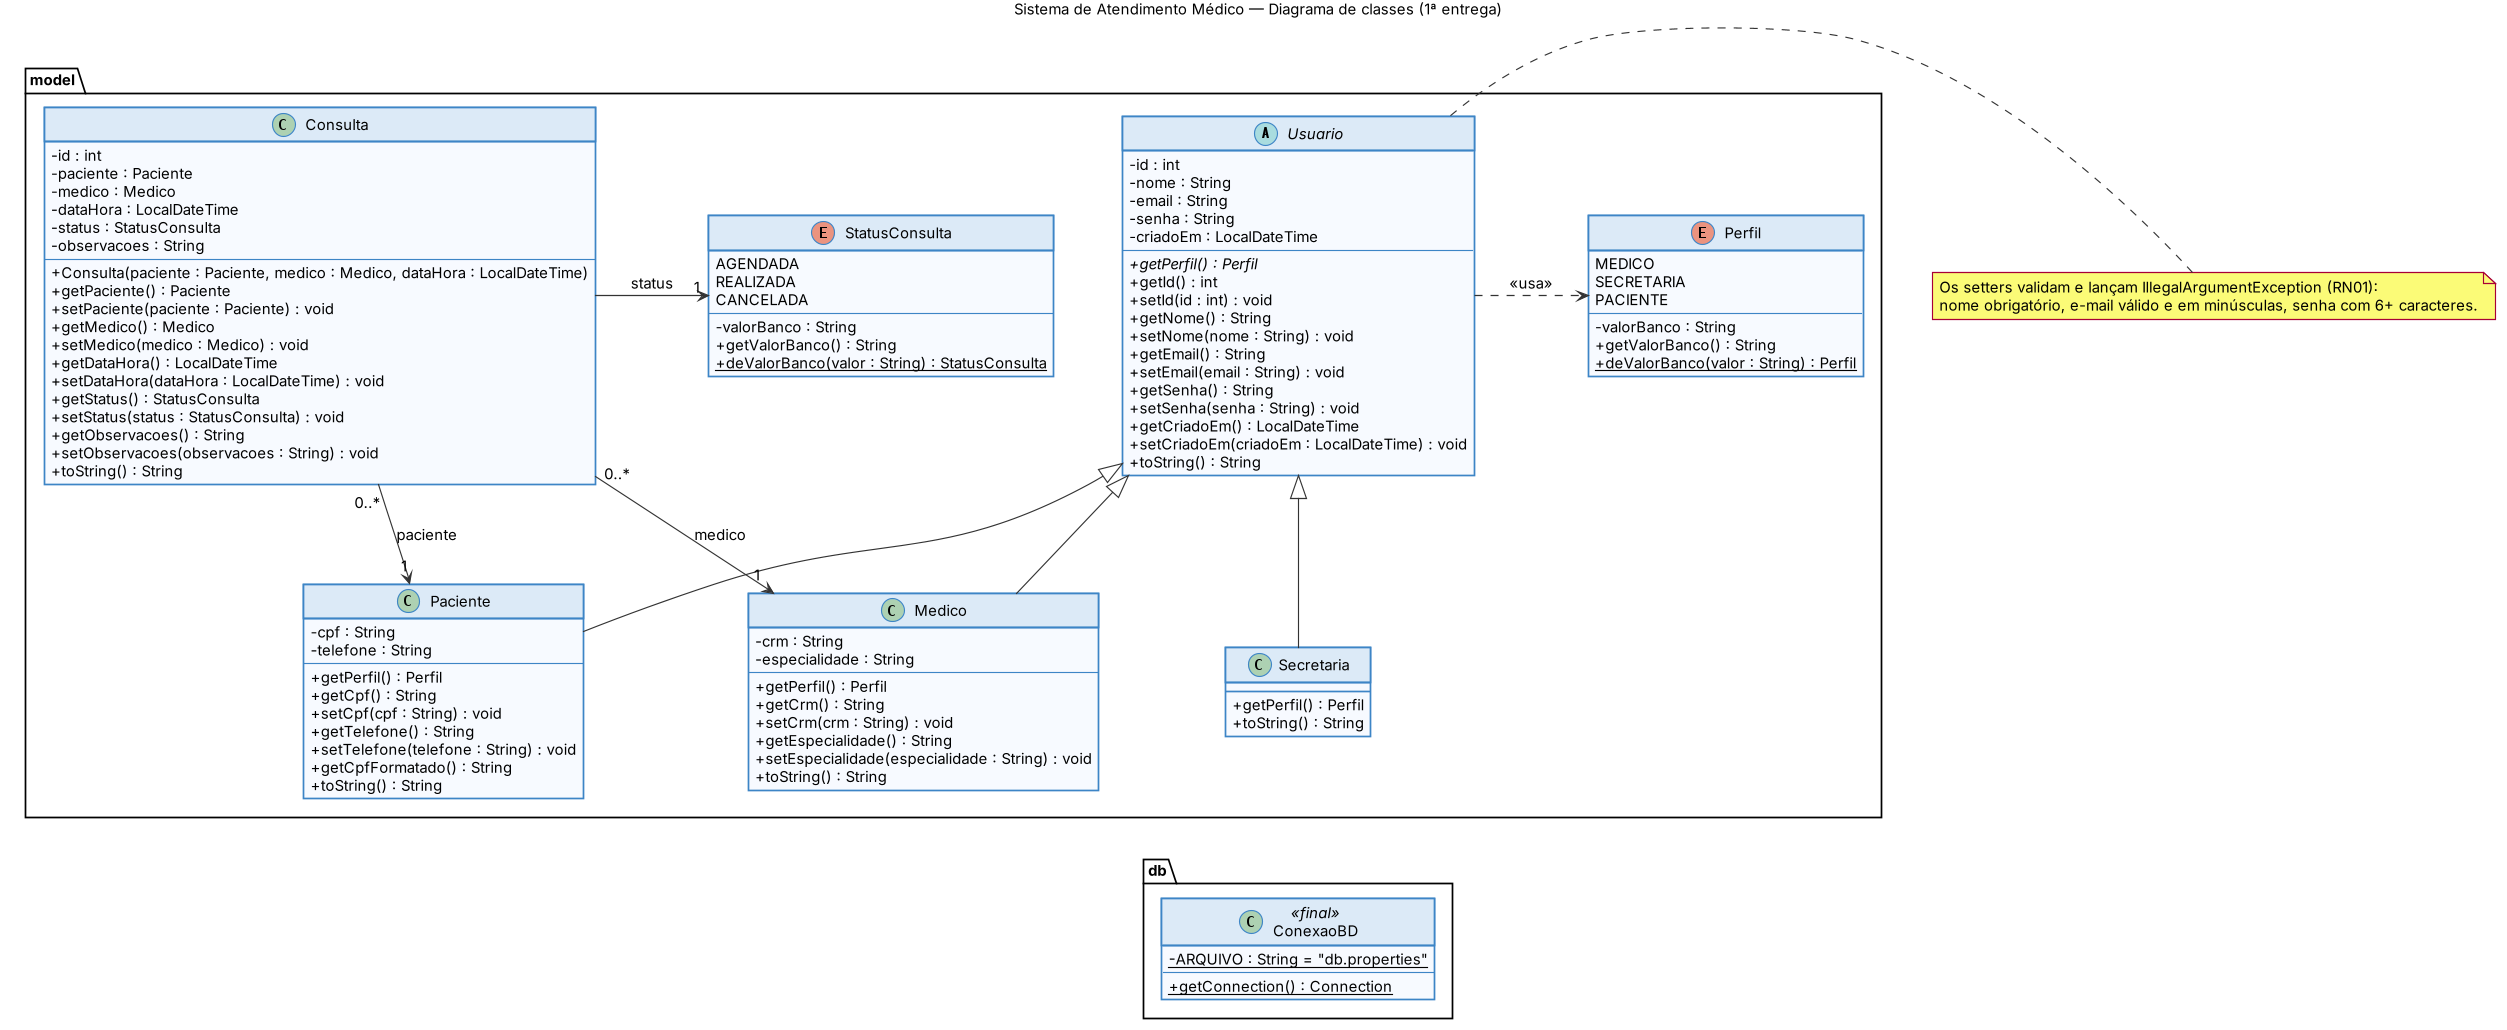 Sistema de Atendimento Médico — Diagrama de classes (1ª entrega)
model
C Consulta
-id : int
-paciente : Paciente
-medico : Medico
-dataHora : LocalDateTime
-status : StatusConsulta
-observacoes : String
+Consulta(paciente : Paciente, medico : Medico, dataHora : LocalDateTime)
+getPaciente() : Paciente
+setPaciente(paciente : Paciente) : void
+getMedico() : Medico
+setMedico(medico : Medico) : void
+getDataHora() : LocalDateTime
+setDataHora(dataHora : LocalDateTime) : void
+getStatus() : StatusConsulta
+setStatus(status : StatusConsulta) : void
+getObservacoes() : String
+setObservacoes(observacoes : String) : void
+toString() : String
status
1
E StatusConsulta
AGENDADA
REALIZADA
CANCELADA
-valorBanco : String
+getValorBanco() : String
+deValorBanco(valor : String) : StatusConsulta
A Usuario
-id : int
-nome : String
-email : String
-senha : String
-criadoEm : LocalDateTime
+getPerfil() : Perfil
+getId() : int
+setId(id : int) : void
+getNome() : String
+setNome(nome : String) : void
+getEmail() : String
+setEmail(email : String) : void
+getSenha() : String
+setSenha(senha : String) : void
+getCriadoEm() : LocalDateTime
+setCriadoEm(criadoEm : LocalDateTime) : void
+toString() : String
«usa»
E Perfil
MEDICO
SECRETARIA
PACIENTE
-valorBanco : String
+getValorBanco() : String
+deValorBanco(valor : String) : Perfil
Os setters validam e lançam IllegalArgumentException (RN01):
nome obrigatório, e-mail válido e em minúsculas, senha com 6+ caracteres.
0..*
paciente
1
0..*
medico
1
C Paciente
-cpf : String
-telefone : String
+getPerfil() : Perfil
+getCpf() : String
+setCpf(cpf : String) : void
+getTelefone() : String
+setTelefone(telefone : String) : void
+getCpfFormatado() : String
+toString() : String
C Medico
-crm : String
-especialidade : String
+getPerfil() : Perfil
+getCrm() : String
+setCrm(crm : String) : void
+getEspecialidade() : String
+setEspecialidade(especialidade : String) : void
+toString() : String
C Secretaria
+getPerfil() : Perfil
+toString() : String
db
«final»
C ConexaoBD
-ARQUIVO : String = "db.properties"
+getConnection() : Connection